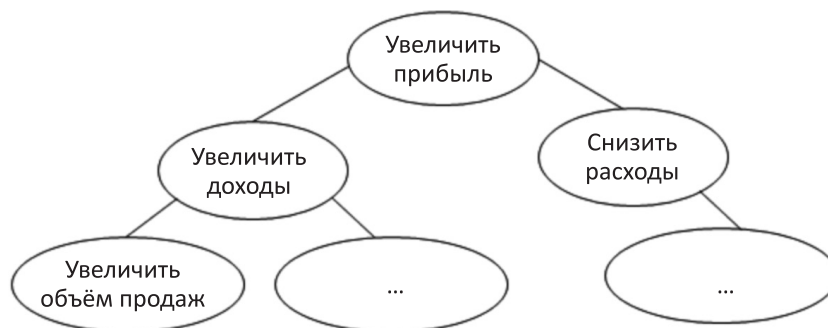 Увеличить
прибыль
Увеличить
доходы
Снизить
расходы
Увеличить
объём продаж
...
...